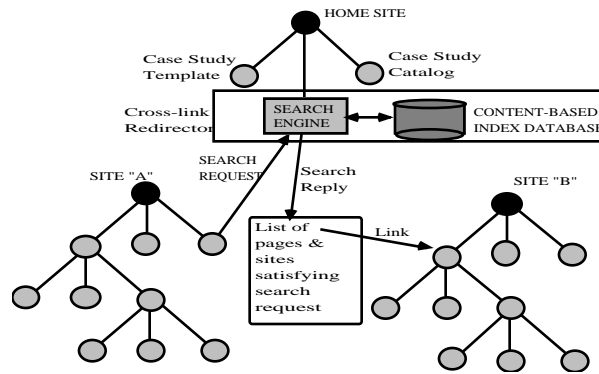 HOME SITE
Case Study
Template
Case Study
Catalog
Cross-link
Redirector
SEARCH
ENGINE
CONTENT-BASED
INDEX DATABASE
SEARCH
REQUEST
Search
Reply
SITE "A"
SITE "B"
List of
pages &
sites
satisfying
search
request
Link